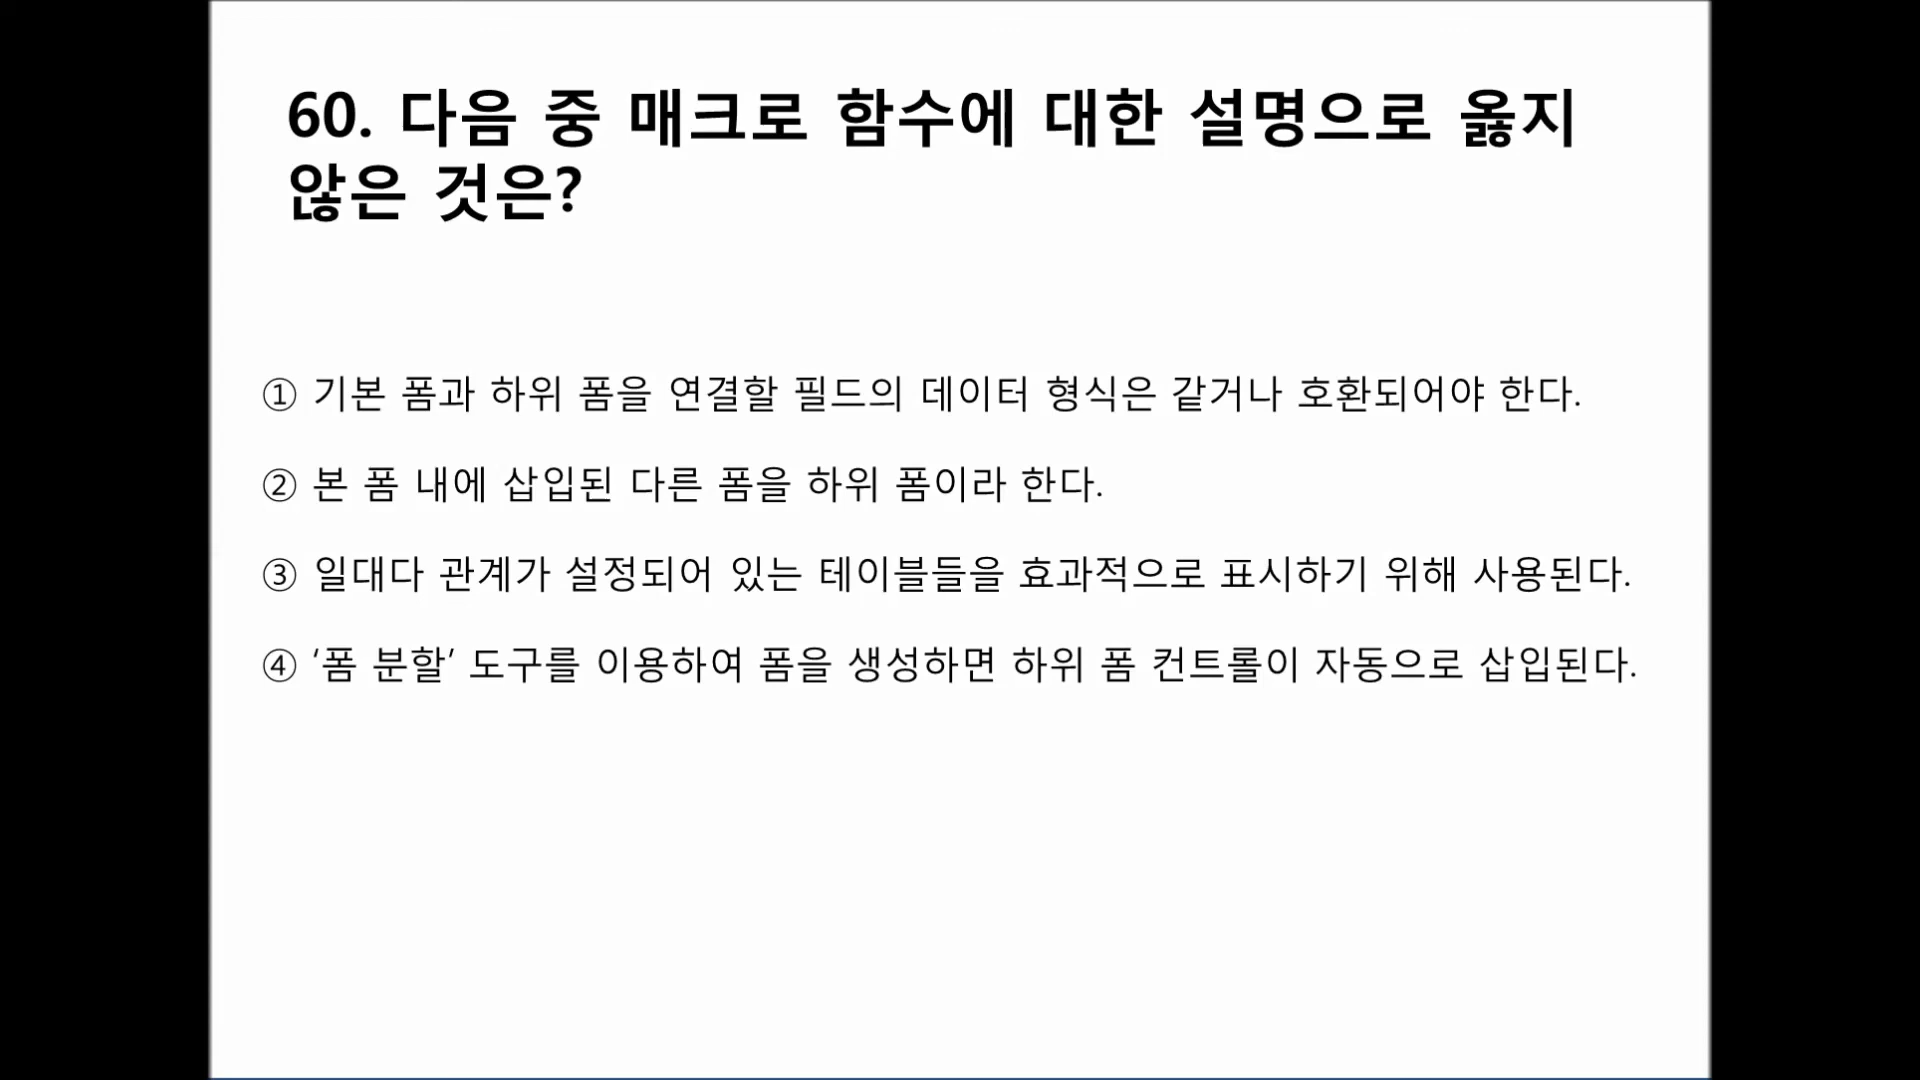 60. 다음 중 매크로 함수에 대한 설명으로 옳지
않은 것은?
① 기본 폼과 하위 폼을 연결할 필드의 데이터 형식은 같거나 호환되어야 한다.
② 본 폼 내에 삽입된 다른 폼을 하위 폼이라 한다.
③ 일대다 관계가 설정되어 있는 테이블들을 효과적으로 표시하기 위해 사용된다.
④ ‘폼 분할’ 도구를 이용하여 폼을 생성하면 하위 폼 컨트롤이 자동으로 삽입된다.